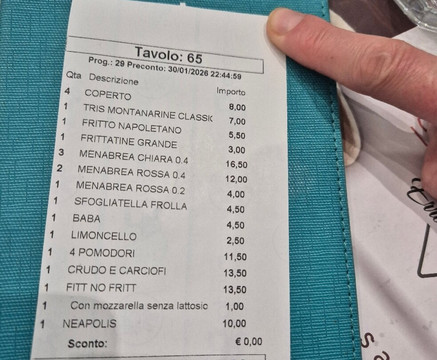 Tavolo: 65
Prog.: 28 Preconto: 30/01/2026 22:44:59
Qta Descrizione Importo
4 COPERTO 8,00
1 TRIS MONTANARINE CLASSIC 7,00
1 FRITTO NAPOLETANO 5,50
1 FRITTATINE GRANDE 3,00
3 MENABREA CHIARA 0.4 16,50
2 MENABREA ROSSA 0.4 12,00
1 MENABREA ROSSA 0.2 4,00
1 SFOGLIATELLA FROLLA 4,50
1 BABA 4,50
1 LIMONCELLO 2,50
1 4 POMODORI 11,50
1 CRUDO E CARCIOFI 13,50
1 FITT NO FRITT 13,50
1 Con mozzarella senza lattosio 1,00
1 NEAPOLIS 10,00
Sconto: € 0,00